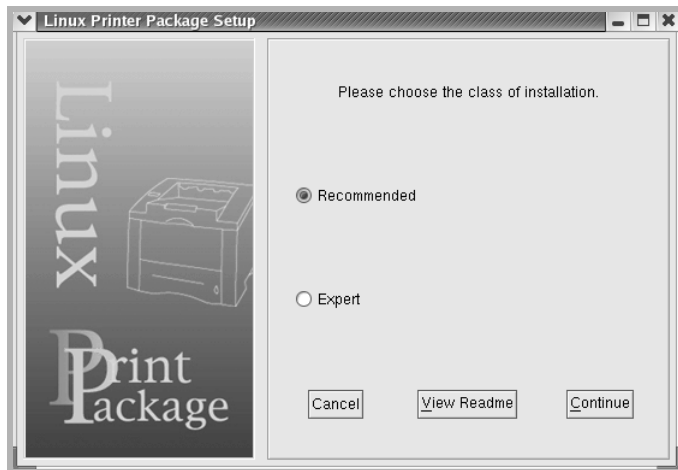 Linux Printer Package Setup
Linux
Print
Package
Please choose the class of installation.
Recommended
Expert
Cancel
View Readme
Continue